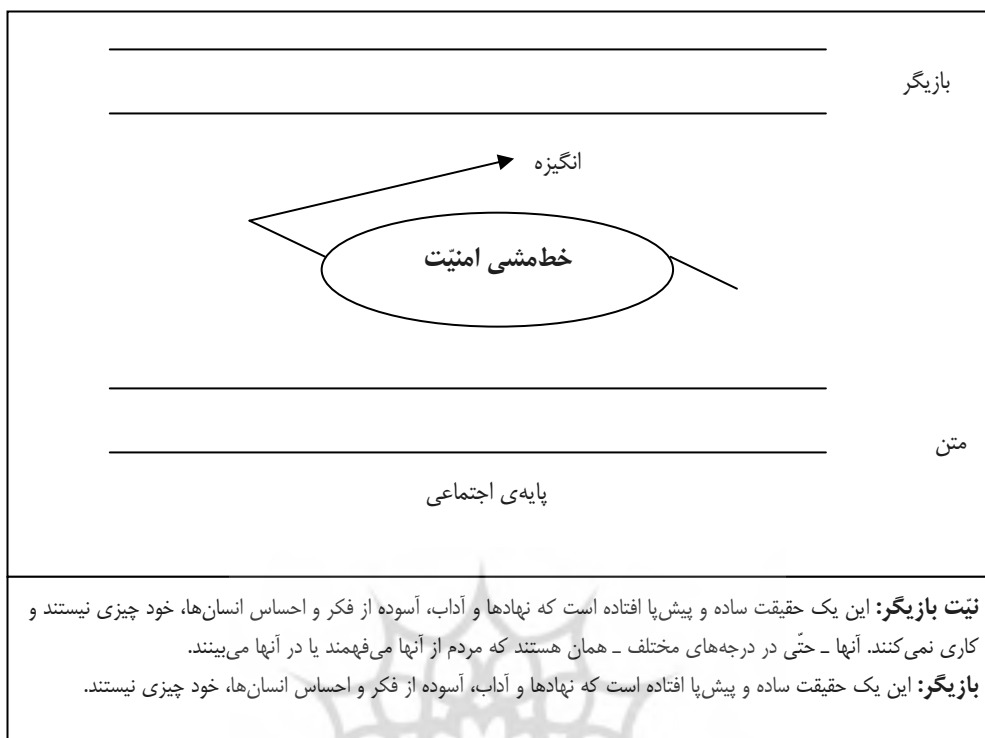 بازیگر
انگیزه
خط‌مشی امنیّت
متن
پایه‌ی اجتماعی
نیّت بازیگر: این یک حقیقت ساده و پیش‌پا افتاده است که نهادها و آداب، آسوده از فکر و احساس انسان‌ها، خود چیزی نیستند و
کاری نمی‌کنند. آنها ـ حتّی در درجه‌های مختلف ـ همان هستند که مردم از آنها می‌فهمند یا در آنها می‌بینند.
بازیگر: این یک حقیقت ساده و پیش‌پا افتاده است که نهادها و آداب، آسوده از فکر و احساس انسان‌ها، خود چیزی نیستند.